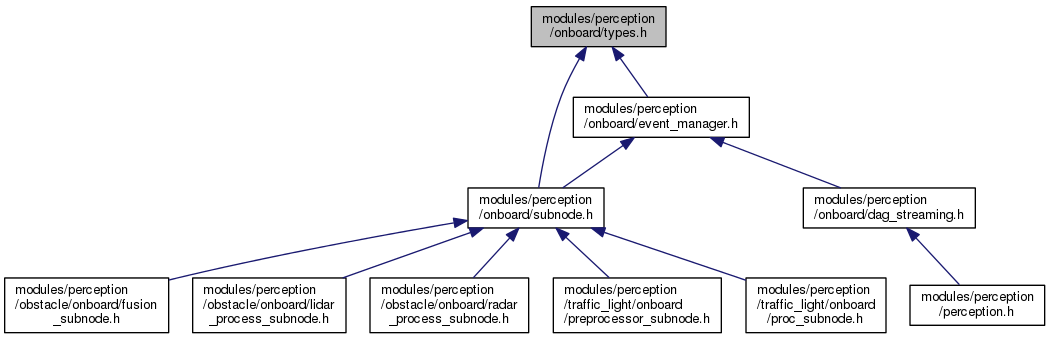 modules/perception
/onboard/types.h
modules/perception
/onboard/event_manager.h
modules/perception
/onboard/subnode.h
modules/perception
/onboard/dag_streaming.h
modules/perception
/obstacle/onboard/fusion
_subnode.h
modules/perception
/obstacle/onboard/lidar
_process_subnode.h
modules/perception
/obstacle/onboard/radar
_process_subnode.h
modules/perception
/traffic_light/onboard
/preprocessor_subnode.h
modules/perception
/traffic_light/onboard
/proc_subnode.h
modules/perception
/perception.h